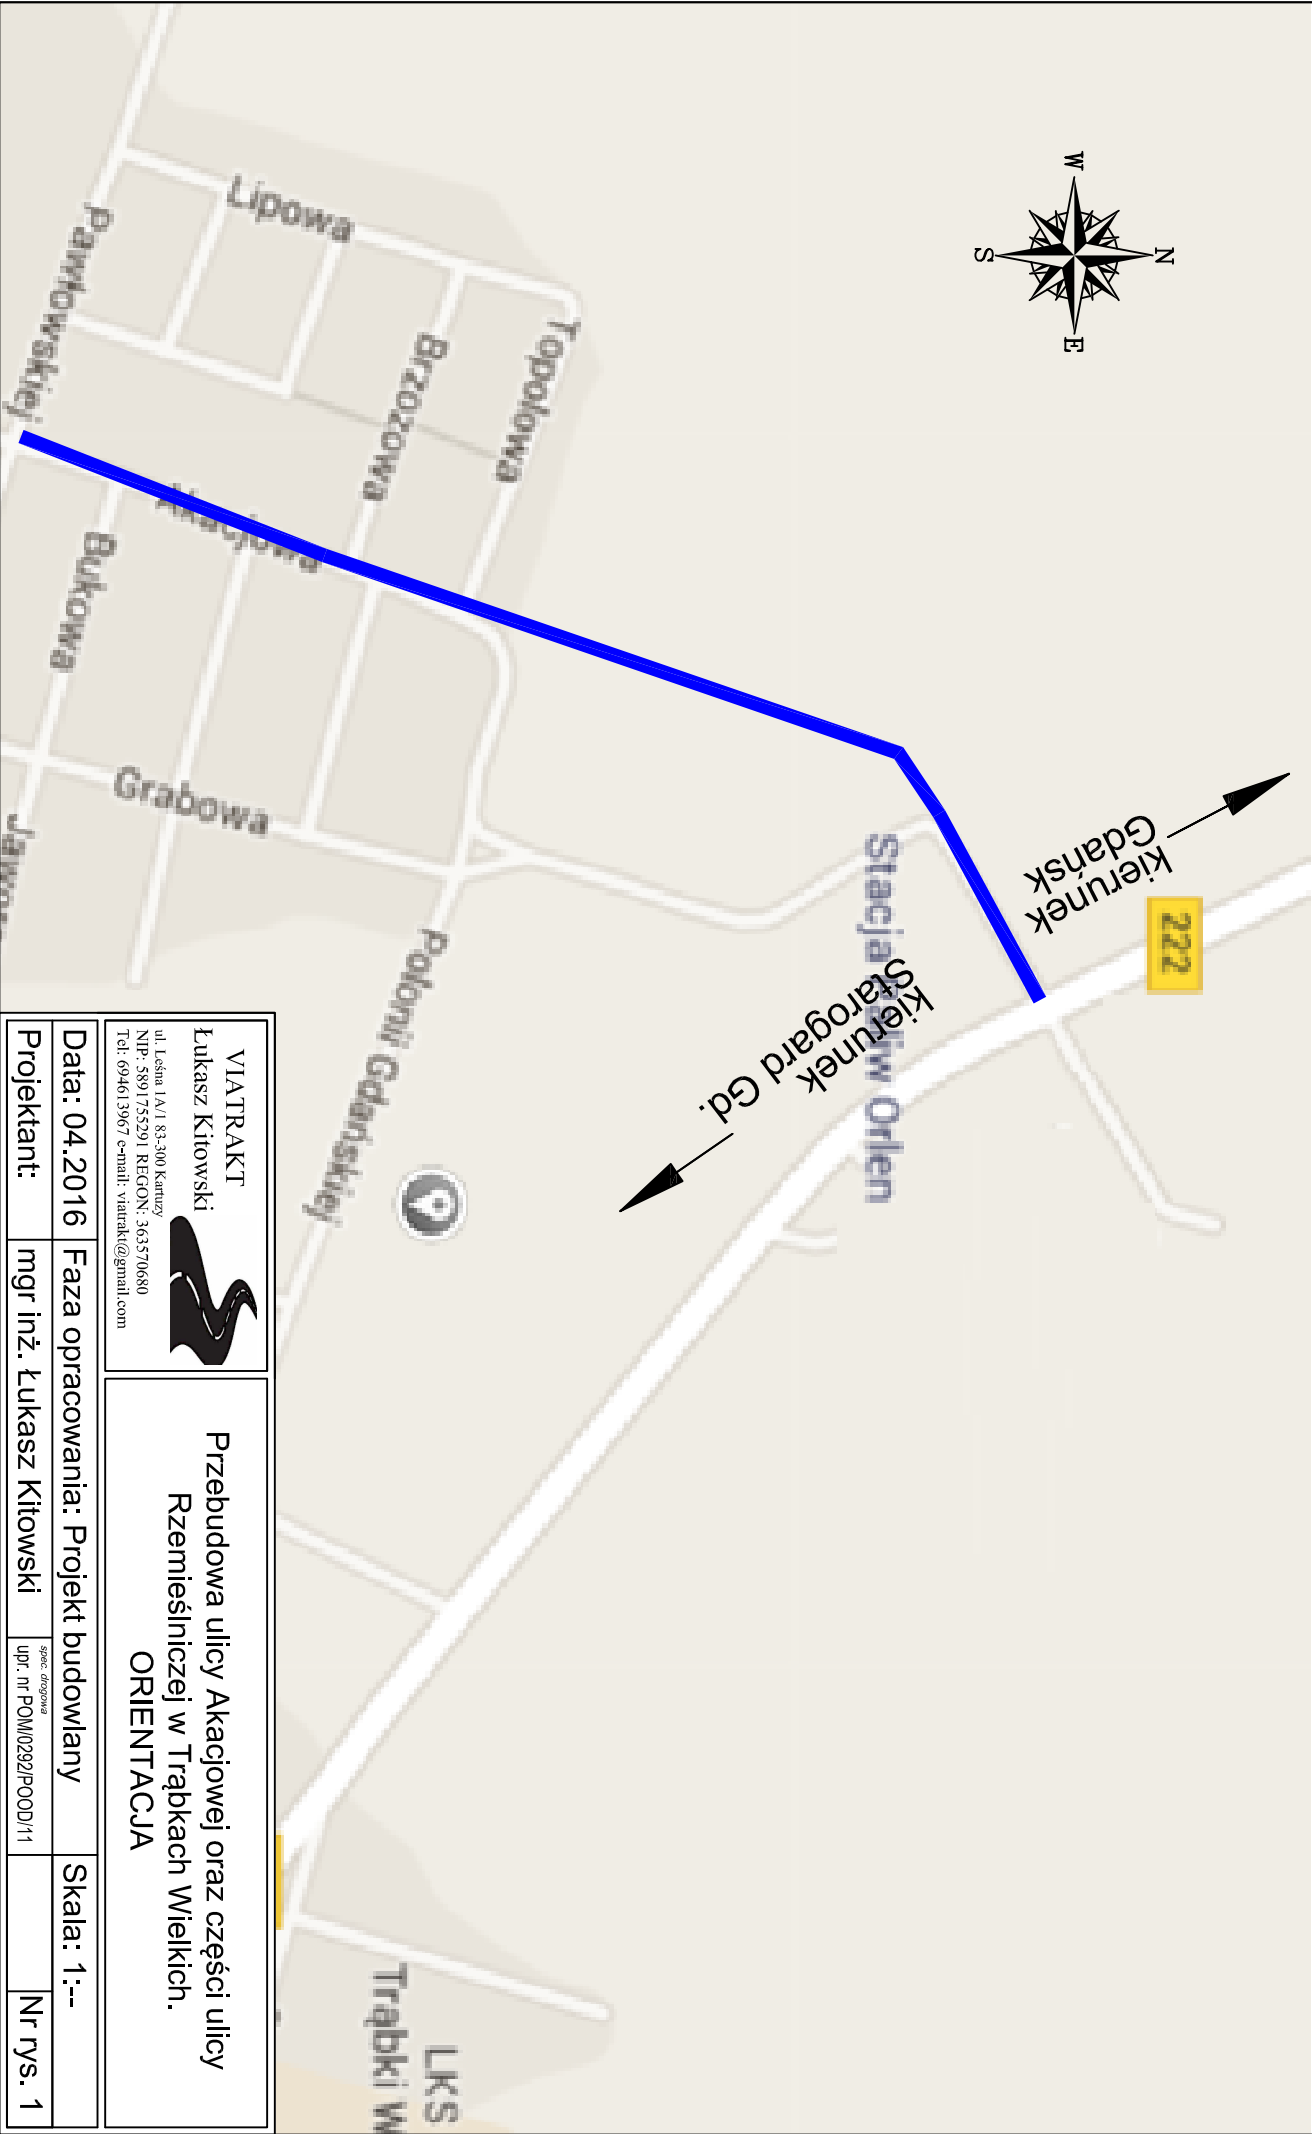 N
W
E
S
Lipowa
Pawłowskiej
Topolowa
Brzozowa
Akacjowa
Bukowa
Grabowa
Polonii Gdańskiej
Stacja Paliw Orlen
222
kierunek
Gdańsk
kierunek
Starogard Gd.
LKS
Trąbki W
VIATRAKT
Łukasz Kitowski
ul. Leśna 1A/1 83-300 Kartuzy
NIP: 5891755291 REGON: 363570680
Tel: 694613967 e-mail: viatrakt@gmail.com
Przebudowa ulicy Akacjowej oraz części ulicy
Rzemieślniczej w Trąbkach Wielkich.
ORIENTACJA
Data: 04.2016 Faza opracowania: Projekt budowlany Skala: 1:--
Projektant: mgr inż. Łukasz Kitowski
spec. drogowa
upr. nr POM/0292/POOD/11
Nr rys. 1